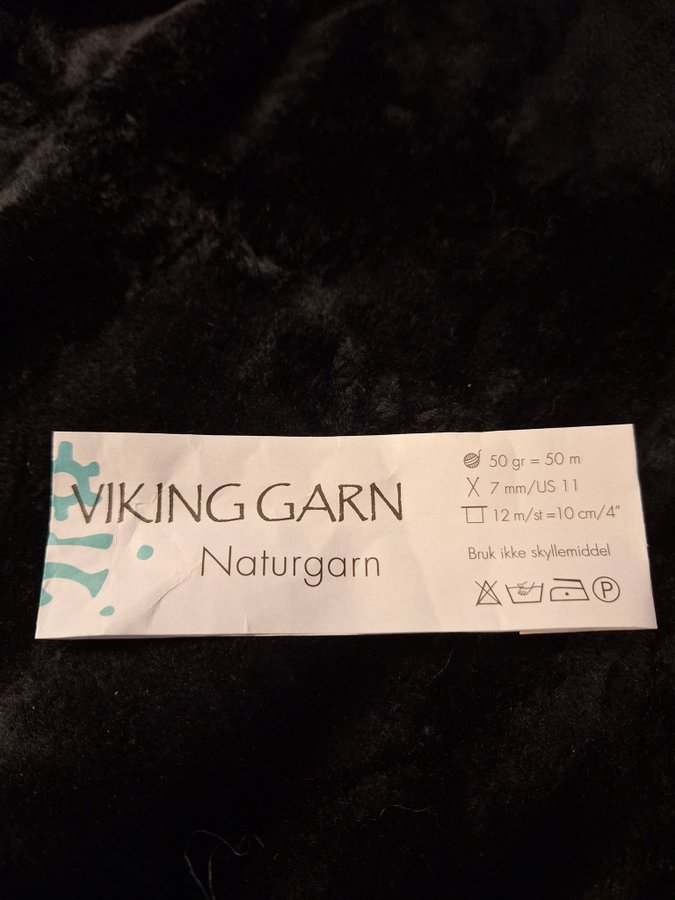 VIKING GARN
Naturgarn
50 gr = 50 m
7 mm/US 11
12 m/st =10 cm/4"
Bruk ikke skyllemiddel
P